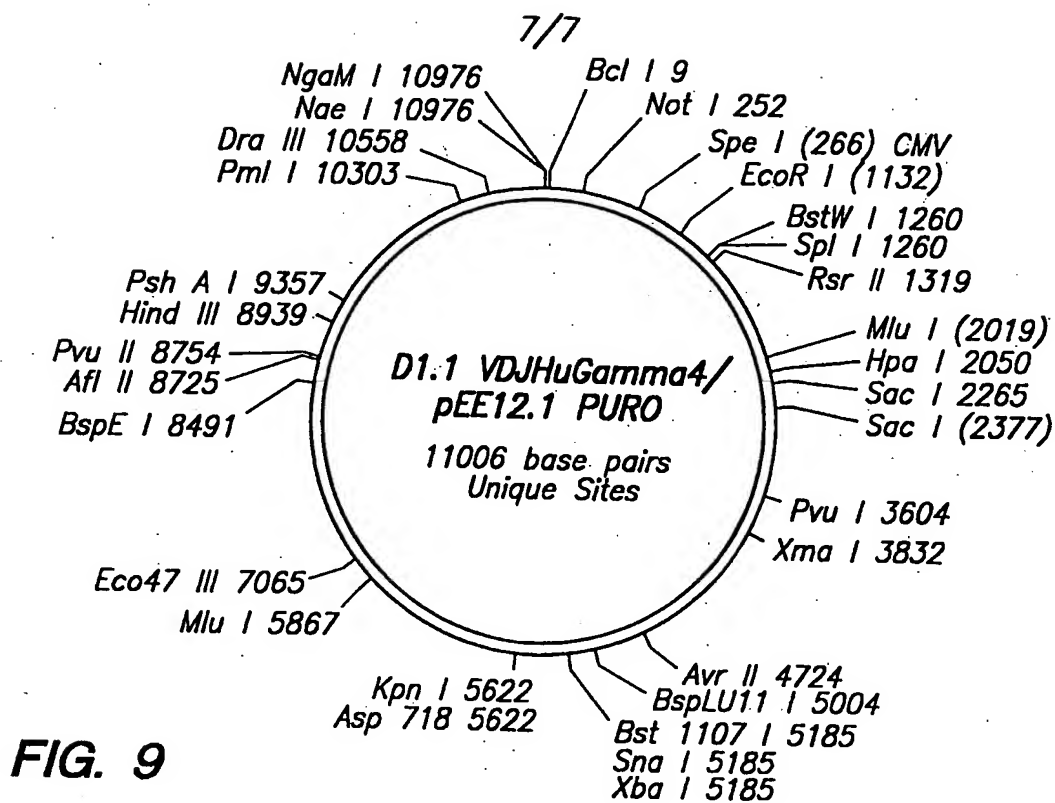 7/7
NgaM I 10976
Nae I 10976
Dra III 10558
Pml I 10303
Bcl I 9
Not I 252
Spe I (266) CMV
EcoR I (1132)
BstW I 1260
Spl I 1260
Rsr II 1319
Psh A I 9357
Hind III 8939
Pvu II 8754
Afl II 8725
BspE I 8491
Mlu I (2019)
Hpa I 2050
Sac I 2265
Sac I (2377)
D1.1 VDJHuGamma4/
pEE12.1 PURO
11006 base pairs
Unique Sites
Pvu I 3604
Xma I 3832
Eco47 III 7065
Mlu I 5867
Kpn I 5622
Asp 718 5622
Avr II 4724
BspLU11 I 5004
Bst 1107 I 5185
Sna I 5185
Xba I 5185
FIG. 9